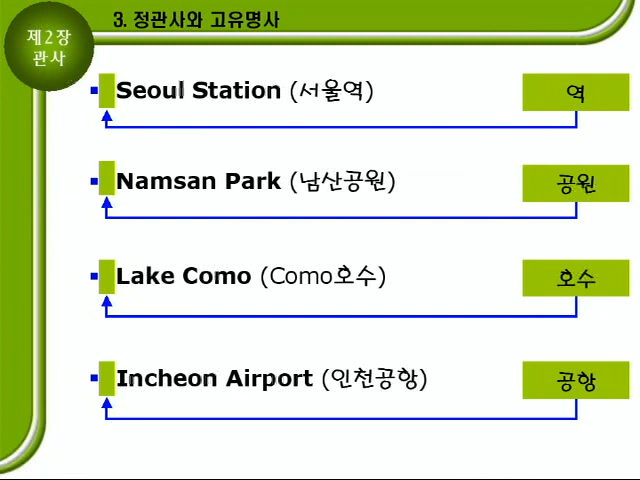 제2장
관사
3. 정관사와 고유명사
Seoul Station (서울역)
역
Namsan Park (남산공원)
공원
Lake Como (Como호수)
호수
Incheon Airport (인천공항)
공항